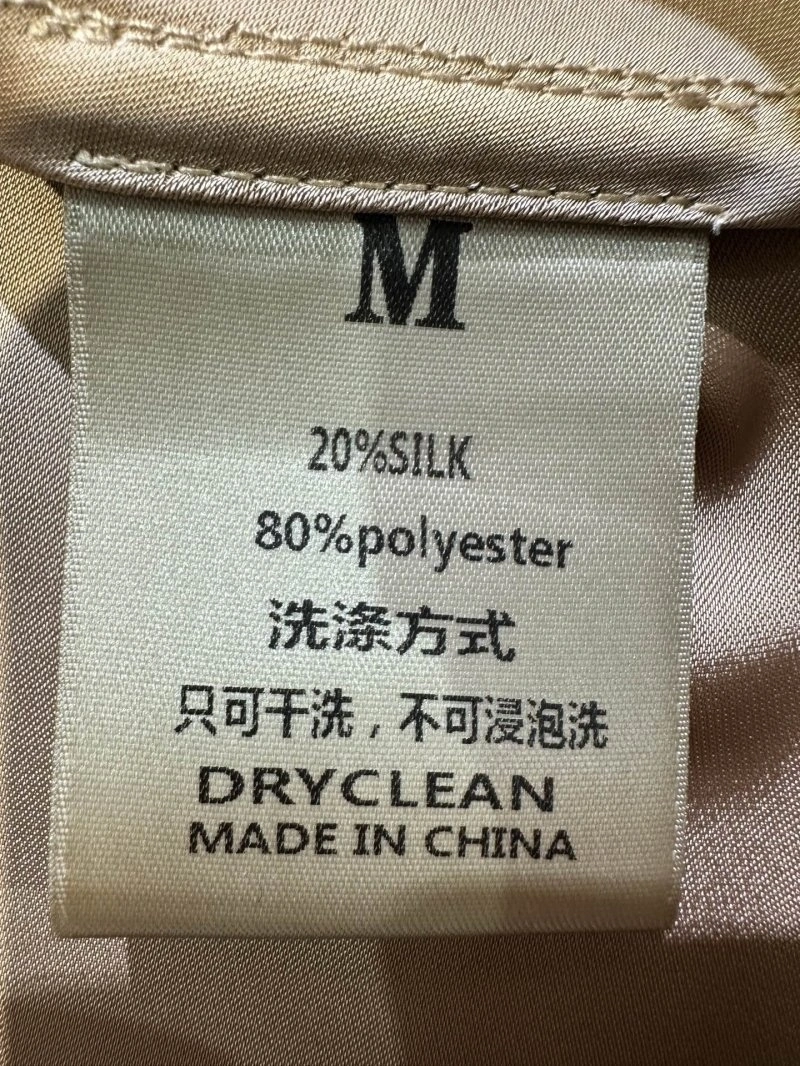 M
20%SILK
80%polyester
洗涤方式
只可干洗，不可浸泡洗
DRYCLEAN
MADE IN CHINA